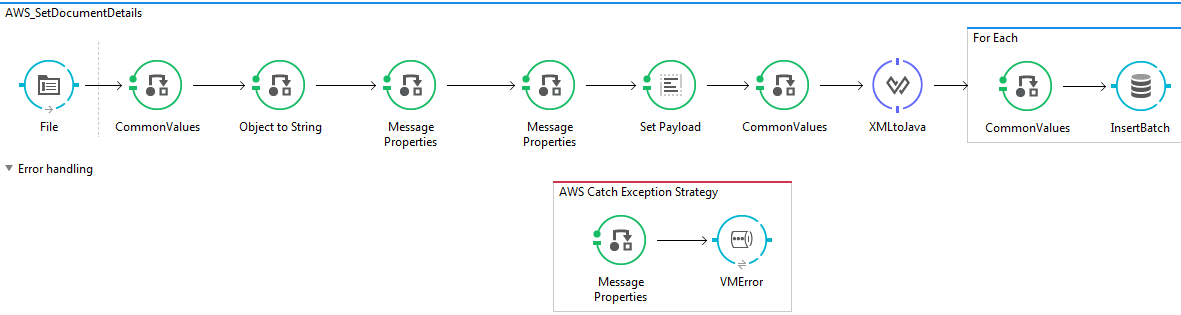 AWS_SetDocumentDetails
For Each
File
CommonValues
Object to String
Message
Properties
Message
Properties
Set Payload
CommonValues
XMLtoJava
CommonValues
InsertBatch
Error handling
AWS Catch Exception Strategy
Message
Properties
VMError